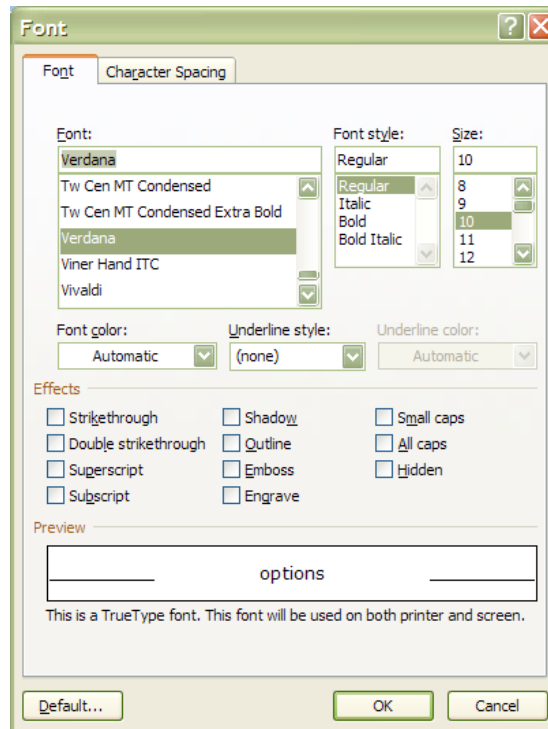 Font
Font Character Spacing
Font: Font style: Size:
Verdana Regular 10
Tw Cen MT Condensed Regular 8
Tw Cen MT Condensed Extra Bold Italic 9
Verdana Bold 10
Viner Hand ITC Bold Italic 11
Vivaldi 12
Font color: Underline style: Underline color:
Automatic (none) Automatic
Effects
Strikethrough Shadow Small caps
Double strikethrough Outline All caps
Superscript Emboss Hidden
Subscript Engrave
Preview
options
This is a TrueType font. This font will be used on both printer and screen.
Default... OK Cancel